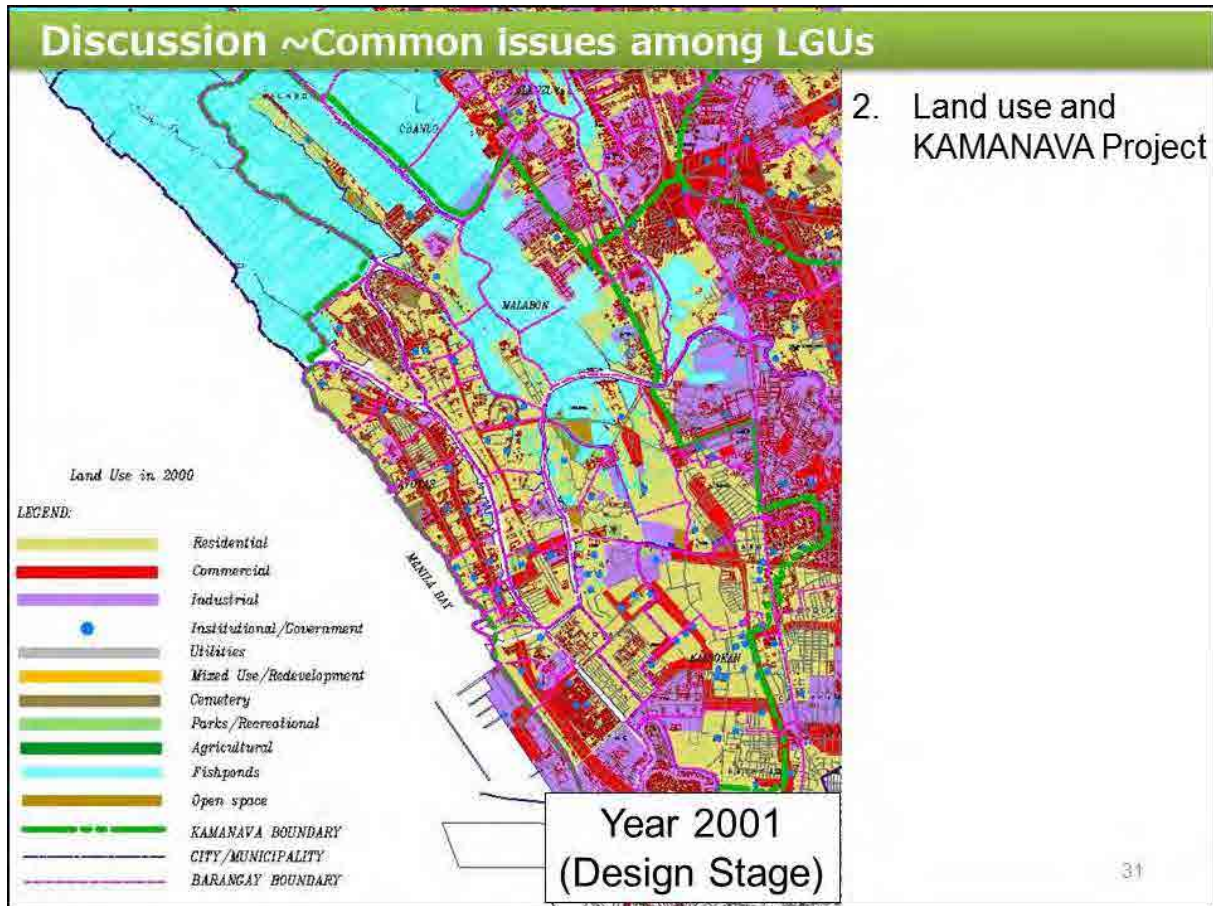 Discussion ~Common issues among LGUs
2. Land use and
KAMANAVA Project
MALABON
MANILA BAY
Land Use in 2000
LEGEND:
Residential
Commercial
Industrial
Institutional/Government
Utilities
Mixed Use/Redevelopment
Cemetery
Parks/Recreational
Agricultural
Fishponds
Open space
KAMANAVA BOUNDARY
CITY/MUNICIPALITY
BARANGAY BOUNDARY
Year 2001
(Design Stage)
31